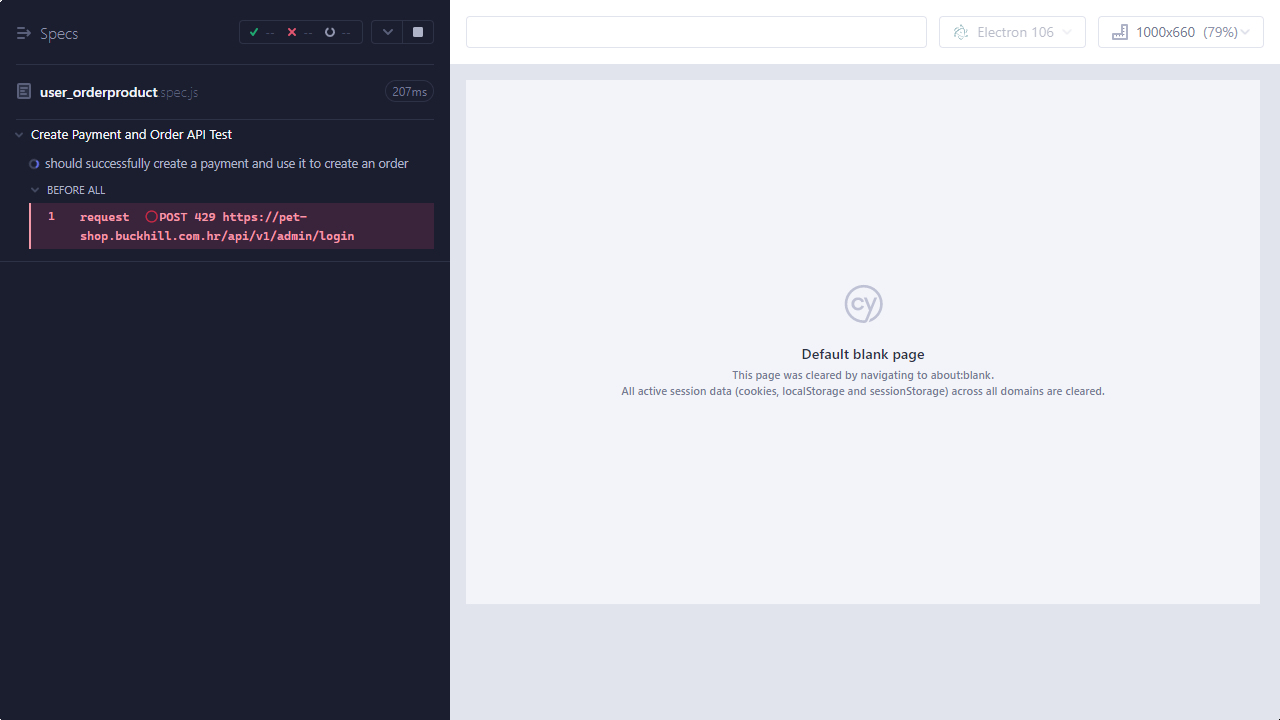 Specs
--
--
--
Electron 106
1000x660 (79%)
user_orderproduct.spec.js
207ms
Create Payment and Order API Test
should successfully create a payment and use it to create an order
BEFORE ALL
1 request POST 429 https://pet-
shop.buckhill.com.hr/api/v1/admin/login
cy
Default blank page
This page was cleared by navigating to about:blank.
All active session data (cookies, localStorage and sessionStorage) across all domains are cleared.